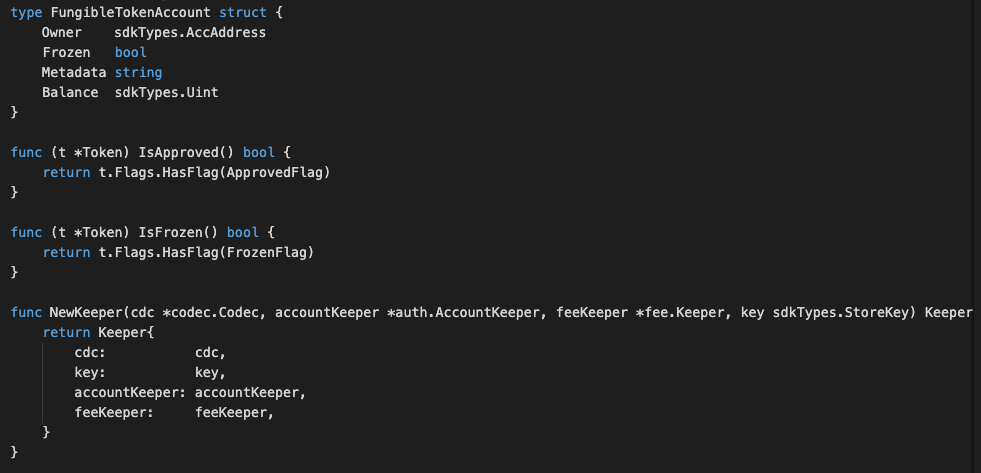 type FungibleTokenAccount struct {
    Owner    sdkTypes.AccAddress
    Frozen   bool
    Metadata string
    Balance  sdkTypes.Uint
}

func (t *Token) IsApproved() bool {
    return t.Flags.HasFlag(ApprovedFlag)
}

func (t *Token) IsFrozen() bool {
    return t.Flags.HasFlag(FrozenFlag)
}

func NewKeeper(cdc *codec.Codec, accountKeeper *auth.AccountKeeper, feeKeeper *fee.Keeper, key sdkTypes.StoreKey) Keeper
    return Keeper{
        cdc:           cdc,
        key:           key,
        accountKeeper: accountKeeper,
        feeKeeper:     feeKeeper,
    }
}